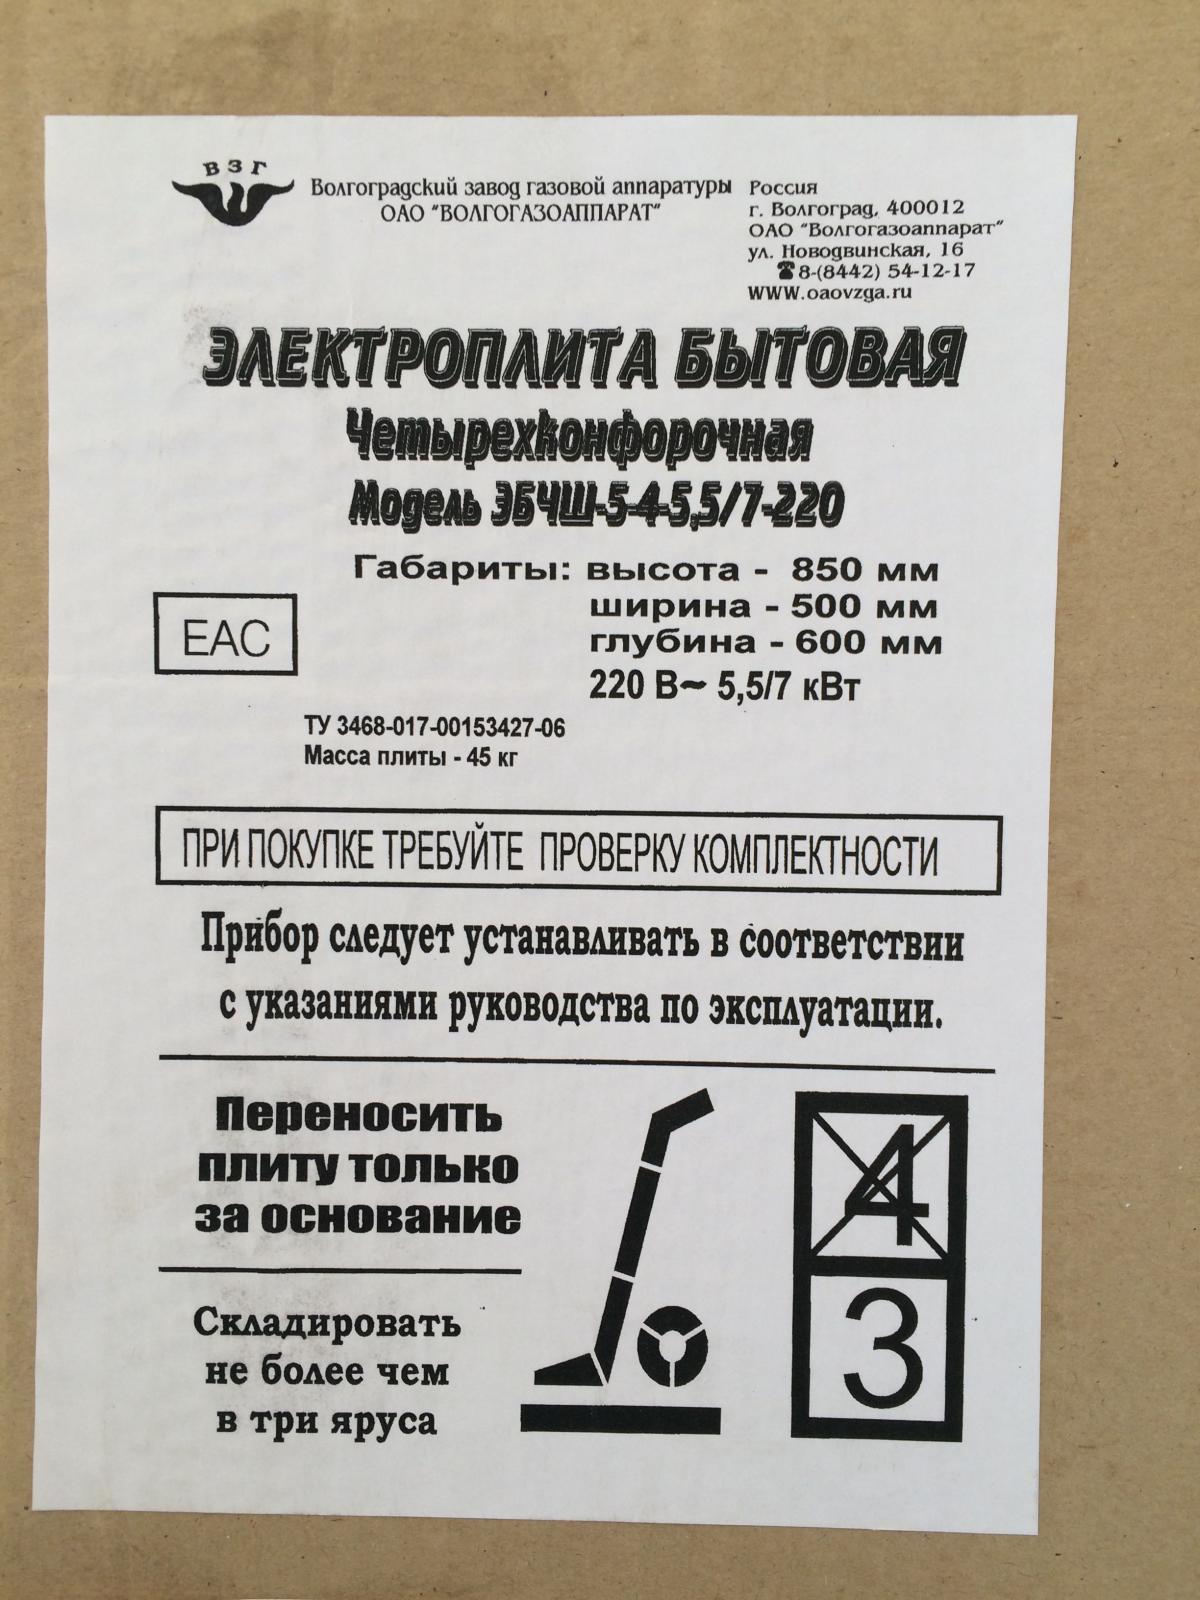 ВЗГ
Волгоградский завод газовой аппаратуры
ОАО "ВОЛГОГАЗОАППАРАТ"
Россия
г. Волгоград, 400012
ОАО "Волгогазоаппарат"
ул. Новодвинская, 16
☎8-(8442) 54-12-17
WWW.oaovzga.ru
ЭЛЕКТРОПЛИТА БЫТОВАЯ
Четырехконфорочная
Модель ЭБЧШ-5-4-5,5/7-220
Габариты: высота - 850 мм
ширина - 500 мм
глубина - 600 мм
220 В~ 5,5/7 кВт
EAC
ТУ 3468-017-00153427-06
Масса плиты - 45 кг
ПРИ ПОКУПКЕ ТРЕБУЙТЕ ПРОВЕРКУ КОМПЛЕКТНОСТИ
Прибор следует устанавливать в соответствии
с указаниями руководства по эксплуатации.
Переносить
плиту только
за основание
Складировать
не более чем
в три яруса
4
3